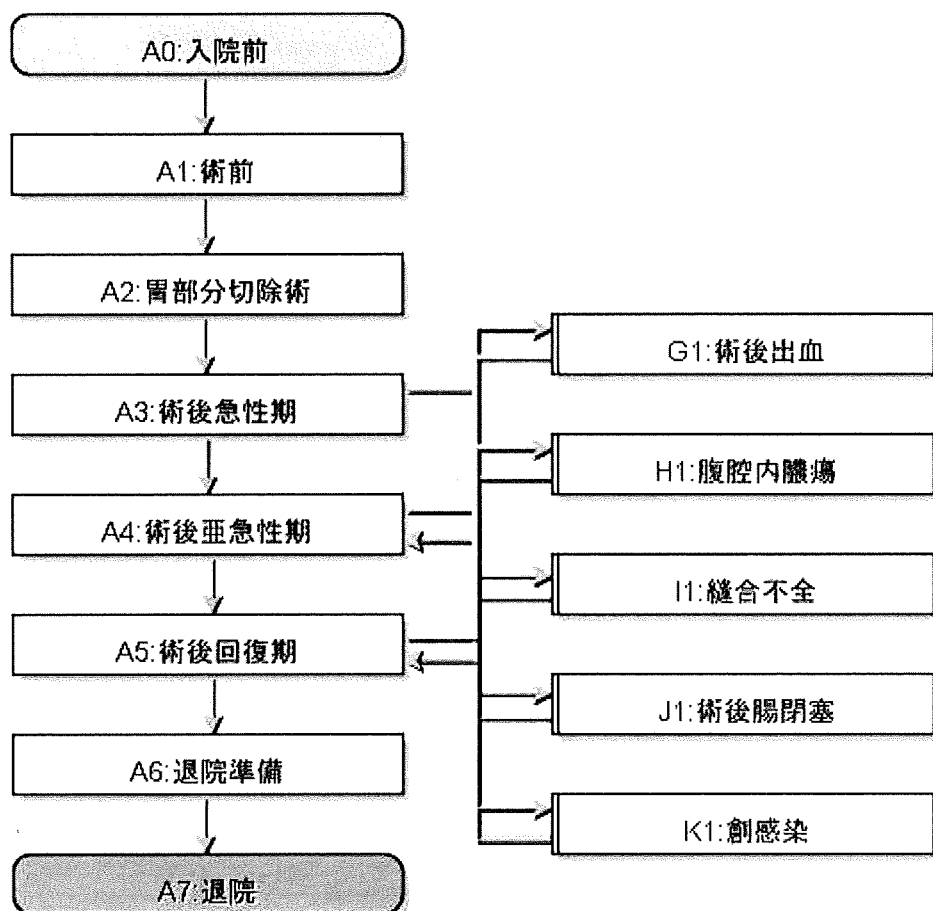 A0:入院前
A1:術前
A2:胃部分切除術
A3:術後急性期
A4:術後亜急性期
A5:術後回復期
A6:退院準備
A7:退院
G1:術後出血
H1:腹腔内膿瘍
I1:縫合不全
J1:術後腸閉塞
K1:創感染